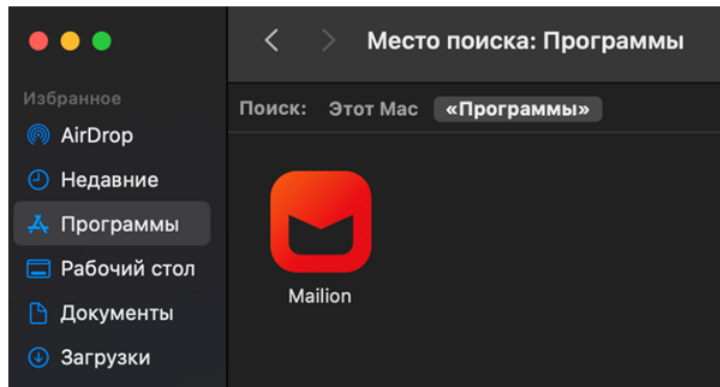 Место поиска: Программы
Избранное
AirDrop
Недавние
Программы
Рабочий стол
Документы
Загрузки
Поиск: Этот Mac «Программы»
Mailion